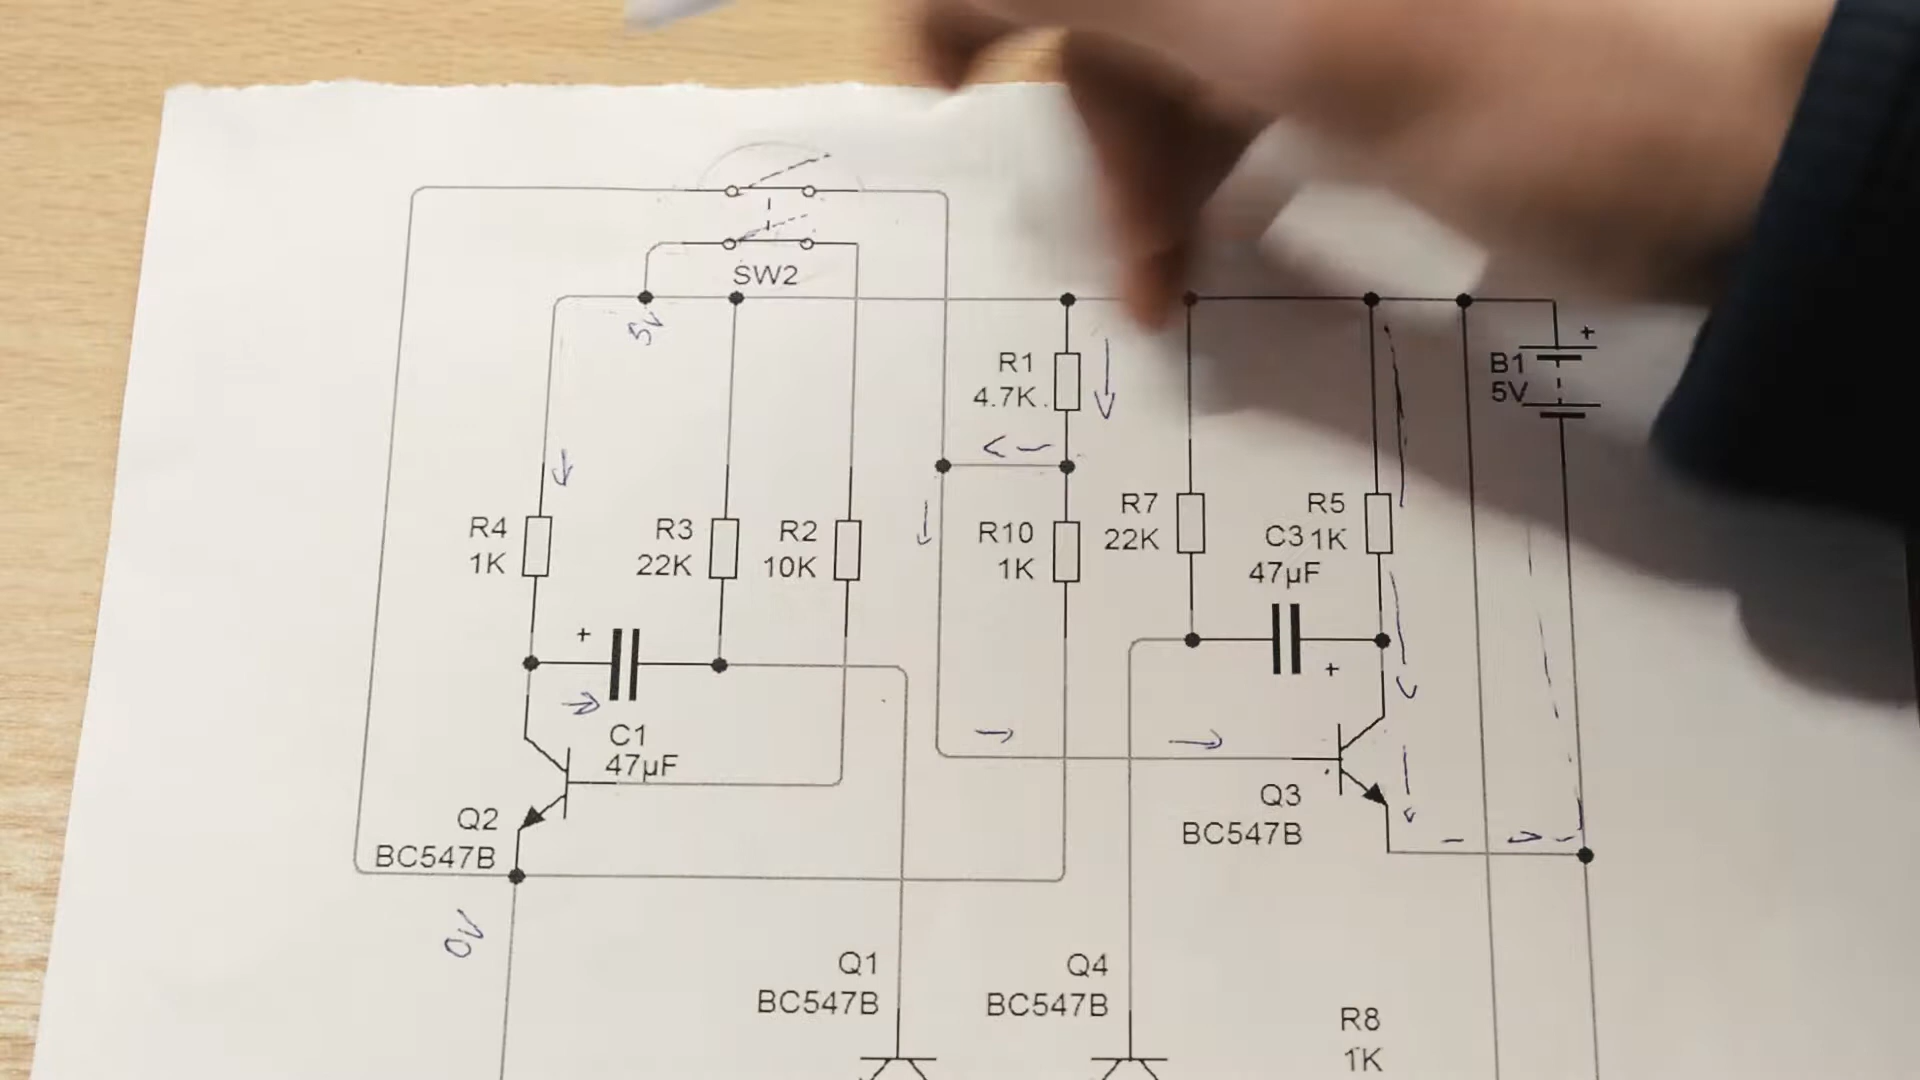 SW2
5V
+
R1
4.7K
B1
5V
R4
1K
R3
22K
R2
10K
R10
1K
R7
22K
R5
1K
C3
47µF
+
+
C1
47µF
Q2
BC547B
Q3
BC547B
0V
Q1
BC547B
Q4
BC547B
R8
1K